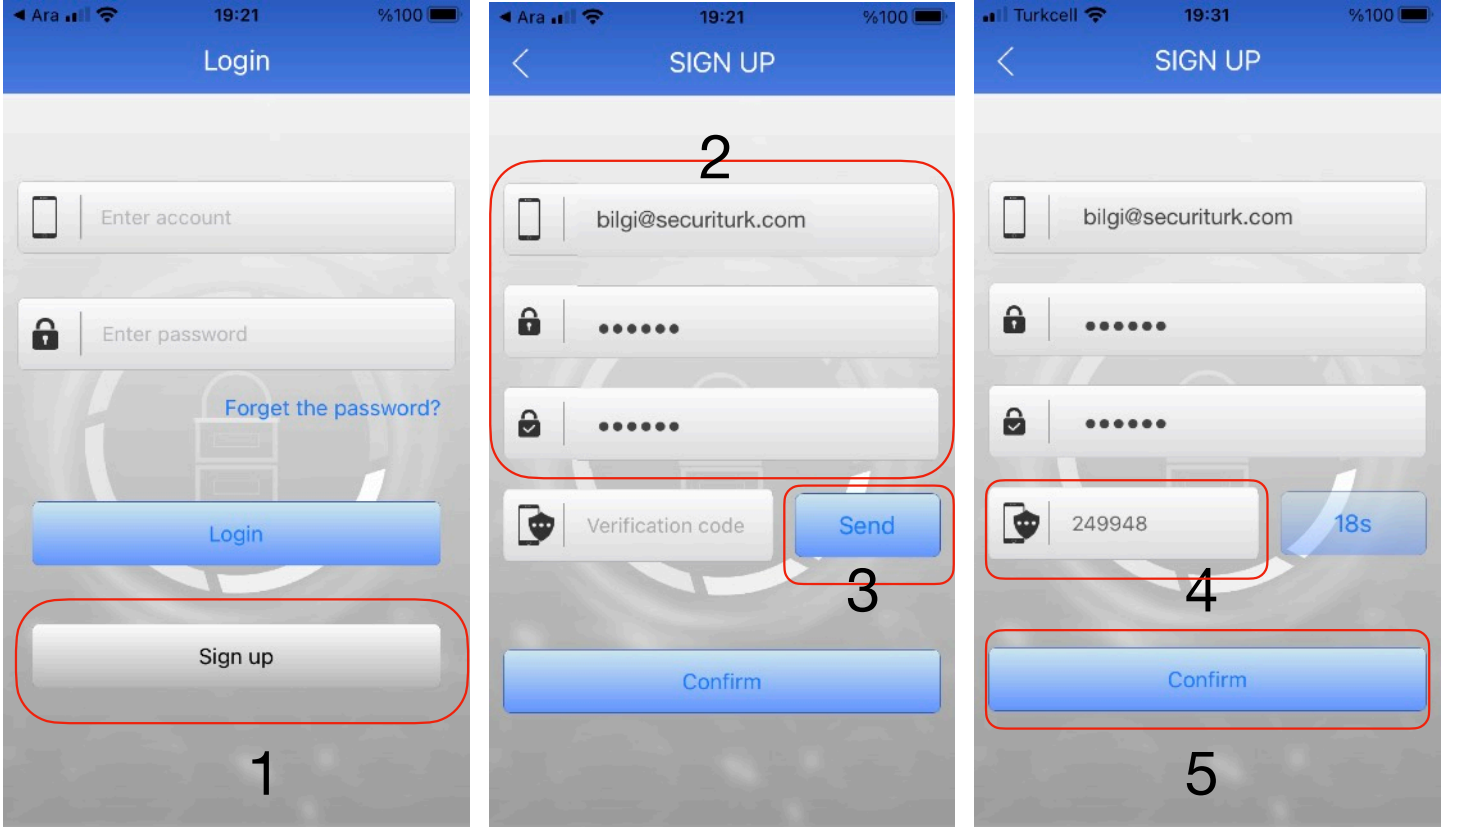 ◀ Ara 19:21 %100
Login
Enter account
Enter password
Forget the password?
Login
Sign up
1
◀ Ara 19:21 %100
SIGN UP
2
bilgi@securiturk.com
••••••
••••••
Verification code
Send
3
Confirm
Turkcell 19:31 %100
SIGN UP
bilgi@securiturk.com
••••••
••••••
249948
18s
4
Confirm
5